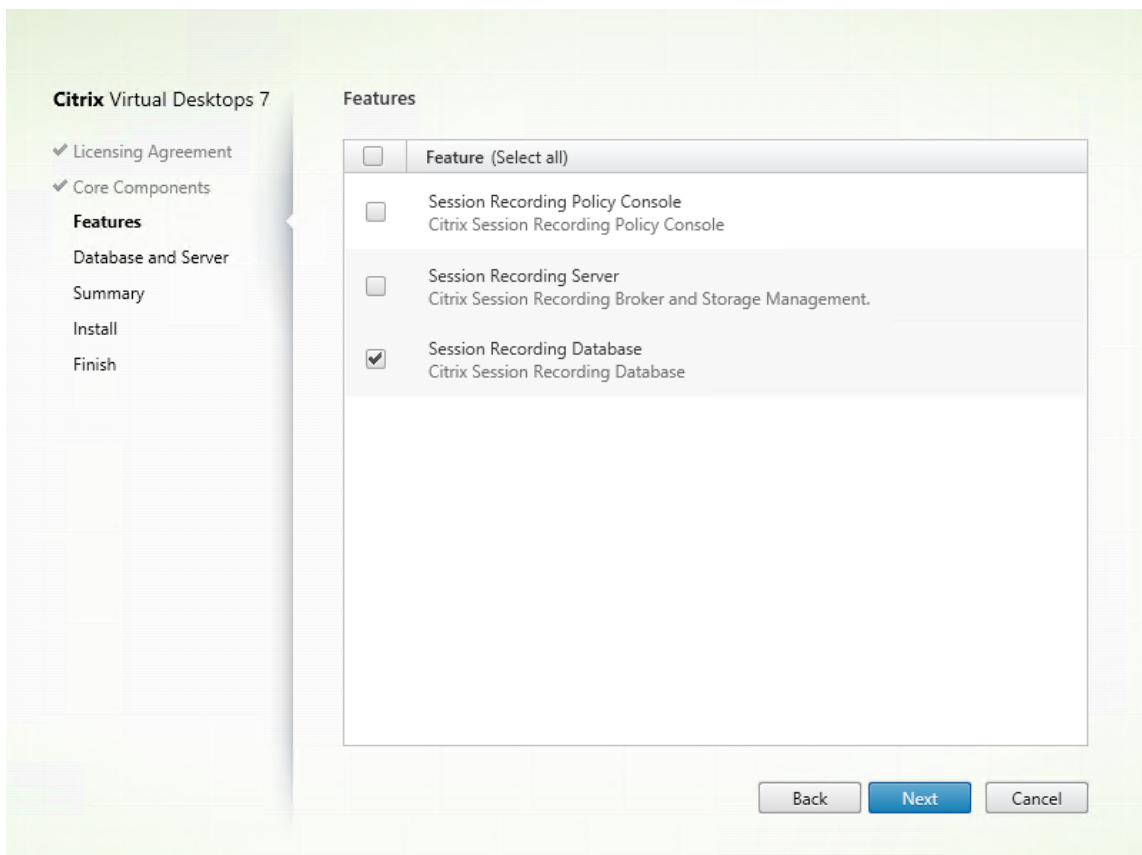 Citrix Virtual Desktops 7
Licensing Agreement
Core Components
Features
Database and Server
Summary
Install
Finish
Features
Feature (Select all)
Session Recording Policy Console
Citrix Session Recording Policy Console
Session Recording Server
Citrix Session Recording Broker and Storage Management.
Session Recording Database
Citrix Session Recording Database
Back
Next
Cancel